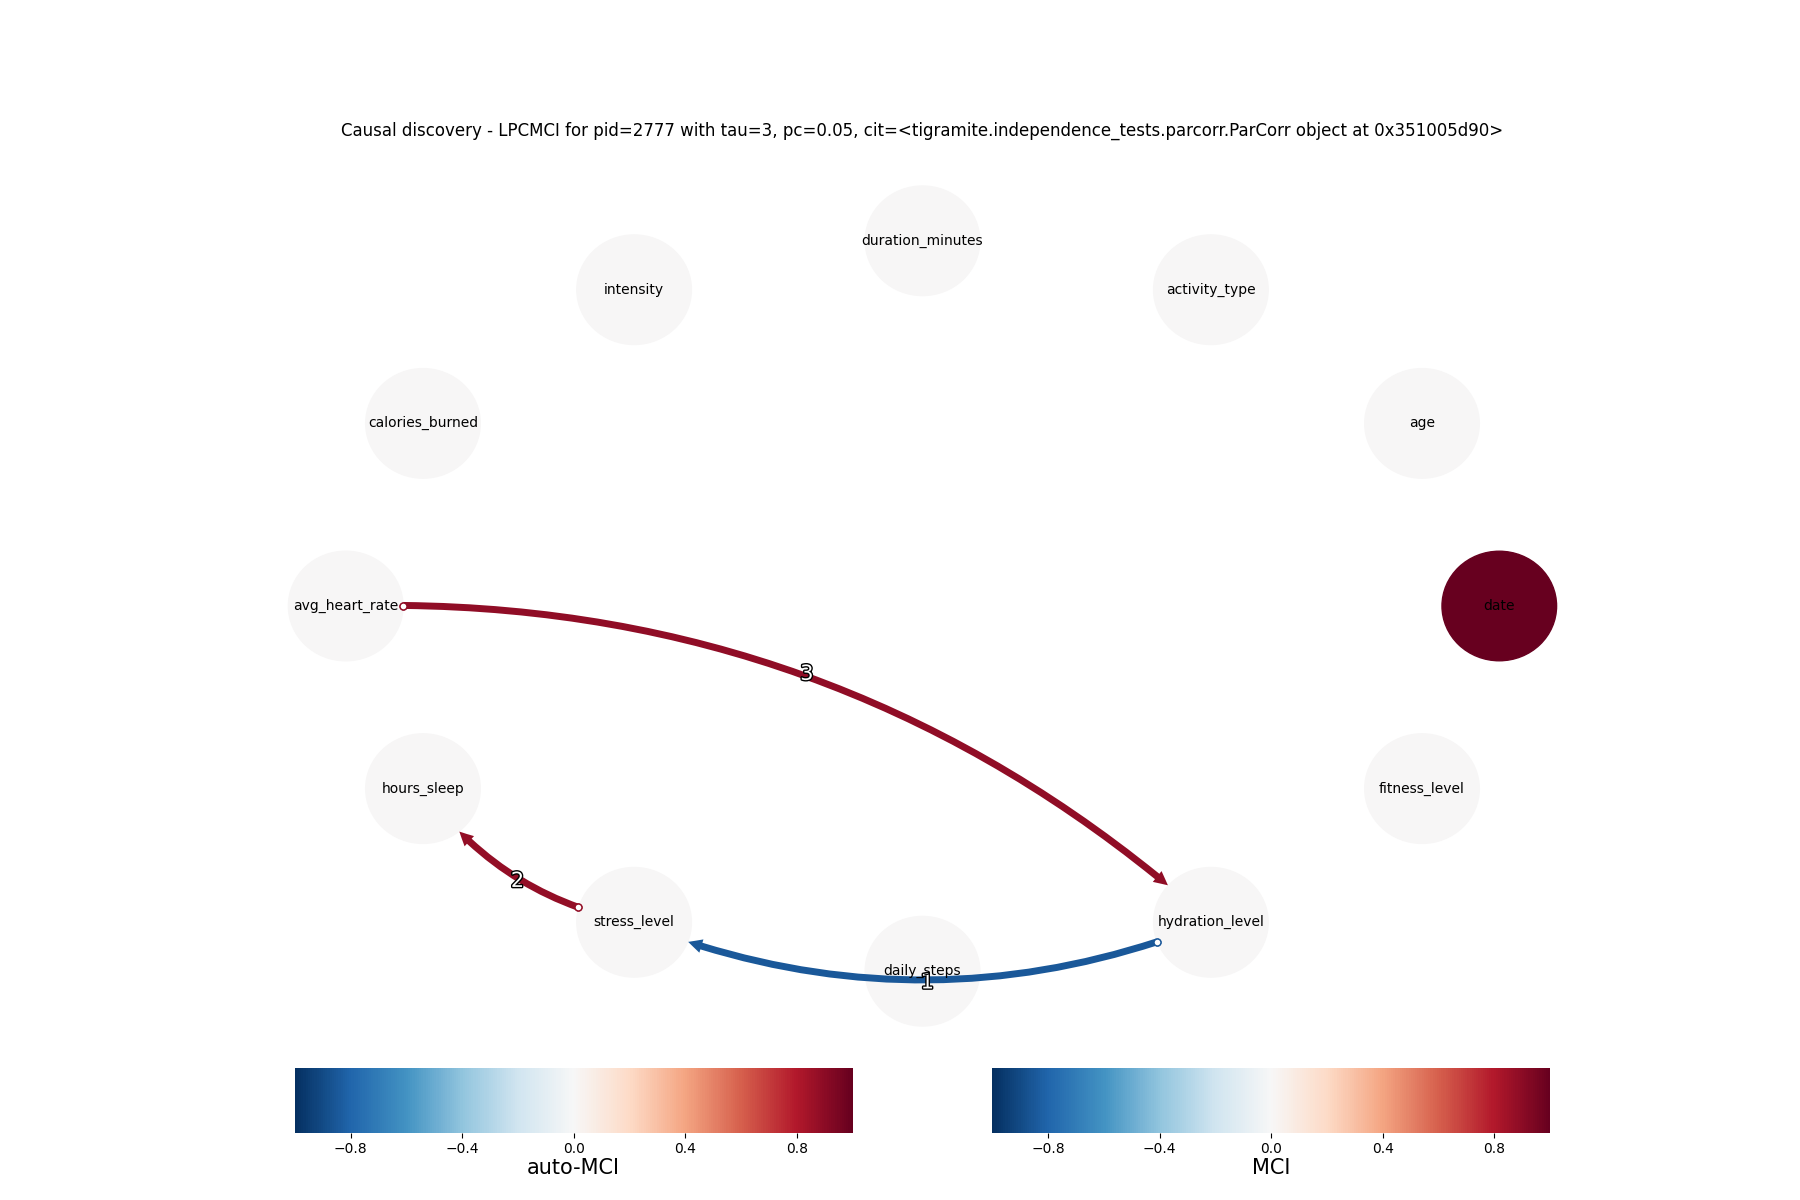 Causal discovery - LPCMCI for pid=2777 with tau=3, pc=0.05, cit=<tigramite.independence_tests.parcorr.ParCorr object at 0x351005d90>
duration_minutes
intensity
activity_type
calories_burned
age
avg_heart_rate
date
3
hours_sleep
fitness_level
2
stress_level
hydration_level
daily_steps
1
−0.8 −0.4 0.0 0.4 0.8
auto-MCI
−0.8 −0.4 0.0 0.4 0.8
MCI